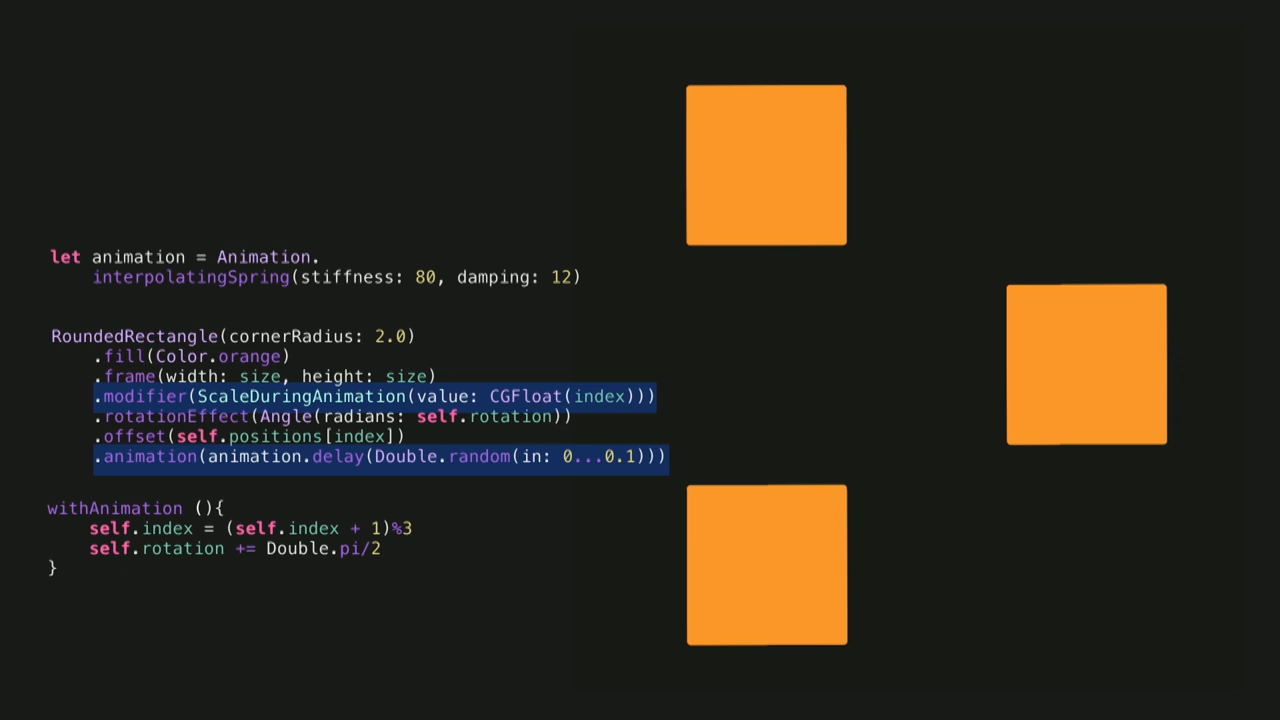 let animation = Animation.
interpolatingSpring(stiffness: 80, damping: 12)
RoundedRectangle(cornerRadius: 2.0)
.fill(Color.orange)
.frame(width: size, height: size)
.modifier(ScaleDuringAnimation(value: CGFloat(index)))
.rotationEffect(Angle(radians: self.rotation))
.offset(self.positions[index])
.animation(animation.delay(Double.random(in: 0...0.1)))
withAnimation (){
self.index = (self.index + 1)%3
self.rotation += Double.pi/2
}